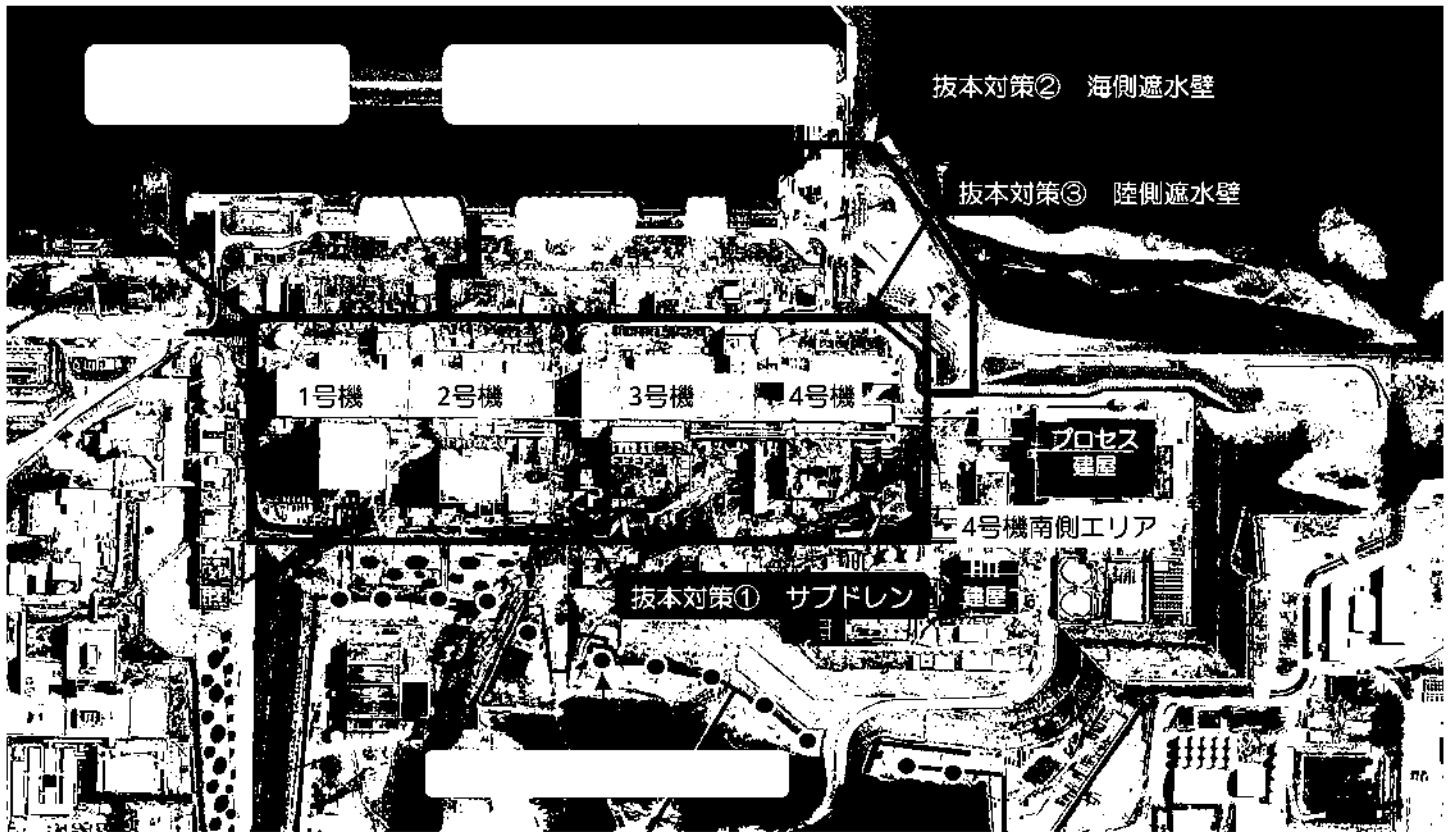 抜本対策② 海側遮水壁
抜本対策③ 陸側遮水壁
1号機
2号機
3号機
4号機
プロセス
建屋
4号機南側エリア
抜本対策① サブドレン
建屋